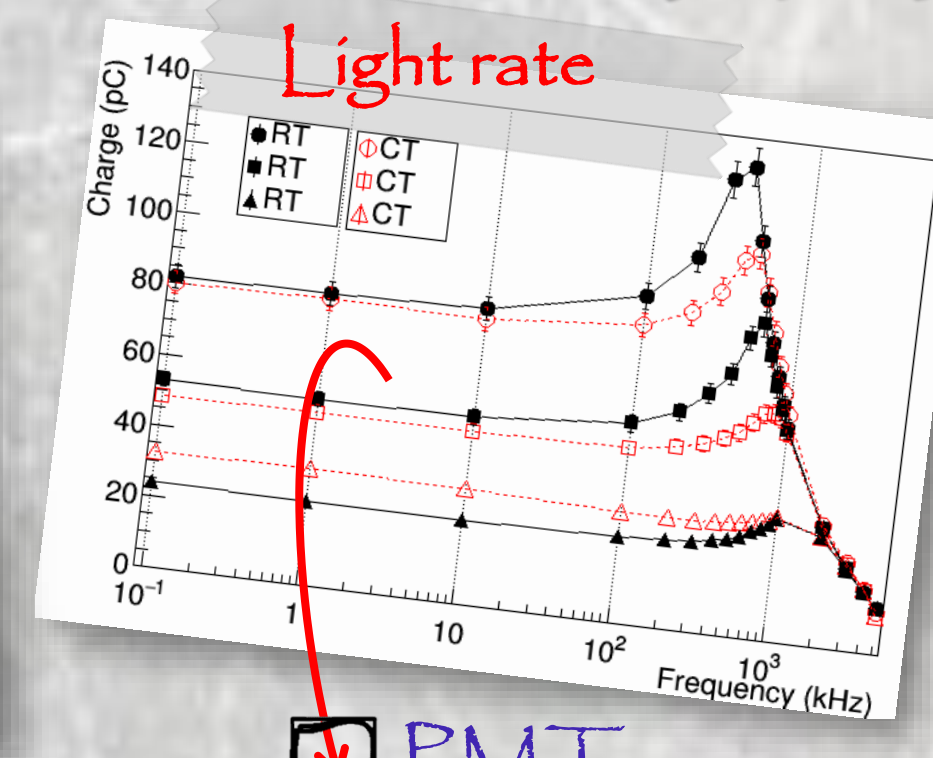 Light rate
Charge (pC)
140
120
100
80
60
40
20
0
RT
RT
RT
CT
CT
CT
10⁻¹
1
10
10²
10³
Frequency (kHz)
PMT